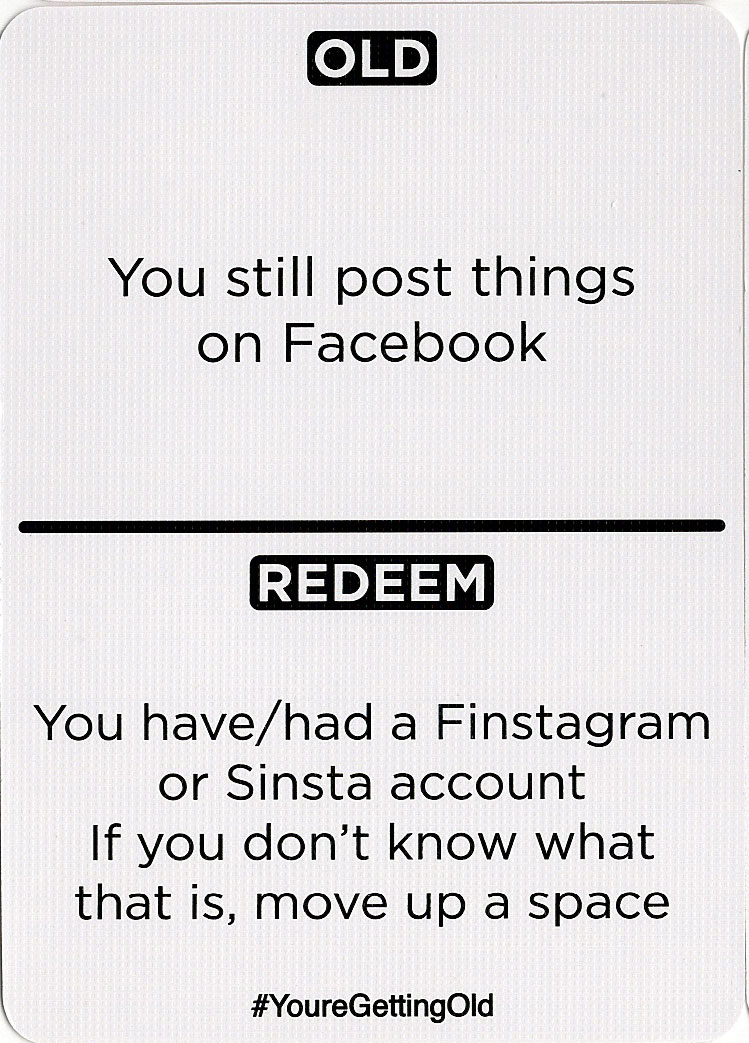 OLD
You still post things
on Facebook
REDEEM
You have/had a Finstagram
or Sinsta account
If you don't know what
that is, move up a space
#YoureGettingOld